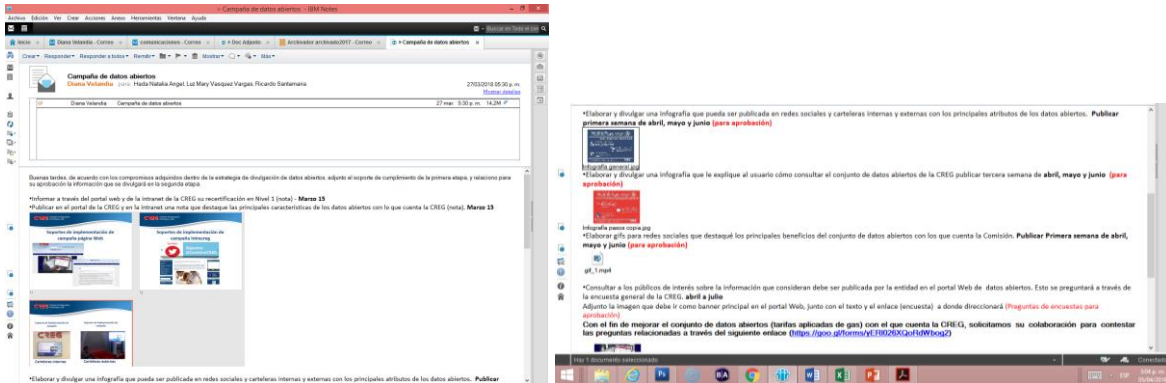 Campaña de datos abiertos - IBM Notes
Archivo Edición Ver Crear Acciones Anexo Herramientas Ventana Ayuda
Inicio
Diana Velandia - Correo
comunicaciones - Correo
Doc Adjunto
Archivador archivado2017 - Correo
Campaña de datos abiertos
Crear Responder Responder a todos Remitir Mostrar Más
Campaña de datos abiertos
Diana Velandia para: Hada Natalia Angel, Luz Mary Vasquez Vargas, Ricardo Santamaria
27/03/2018 05:30 p. m.
Mostrar detalles
Diana Velandia Campaña de datos abiertos 27 mar. 5:30 p. m. 14,2M
Buenas tardes, de acuerdo con los compromisos adquiridos dentro de la estrategia de divulgación de datos abiertos, adjunto el soporte de cumplimiento de la primera etapa, y relaciono para
su aprobación la información que se divulgará en la segunda etapa.
•Informar a través del portal web y de la intranet de la CREG su recertificación en Nivel 1 (nota) - Marzo 15
•Publicar en el portal de la CREG y en la intranet una nota que destaque las principales características de los datos abiertos con lo que cuenta la CREG (nota). Marzo 15
Soportes de implementación de
campaña página Web
Soportes de implementación de
campaña intracreg
CREG
Carteleras internas
Carteleras externas
•Elaborar y divulgar una infografía que pueda ser publicada en redes sociales y carteleras internas y externas con los principales atributos de los datos abiertos. Publicar
•Elaborar y divulgar una infografía que pueda ser publicada en redes sociales y carteleras internas y externas con los principales atributos de los datos abiertos. Publicar
primera semana de abril, mayo y junio (para aprobación)
Infografía general.jpg
•Elaborar y divulgar una infografía que le explique al usuario cómo consultar el conjunto de datos abiertos de la CREG publicar tercera semana de abril, mayo y junio (para
aprobación)
Infografía pasos copia.jpg
•Elaborar gifs para redes sociales que destaqué los principales beneficios del conjunto de datos abiertos con los que cuenta la Comisión. Publicar Primera semana de abril,
mayo y junio (para aprobación)
gif_1.mp4
•Consultar a los públicos de interés sobre la información que consideran debe ser publicada por la entidad en el portal Web de datos abiertos. Esto se preguntará a través de
la encuesta general de la CREG. abril a julio
Adjunto la imagen que debe ir como banner principal en el portal Web, junto con el texto y el enlace (encuesta) a donde direccionará (Preguntas de encuestas para
aprobación)
Con el fin de mejorar el conjunto de datos abiertos (tarifas aplicadas de gas) con el que cuenta la CREG, solicitamos su colaboración para contestar
las preguntas relacionadas a través del siguiente enlace (https://goo.gl/forms/yERI026XQoRdWbog2)
Hay 1 documento seleccionado
Conectado